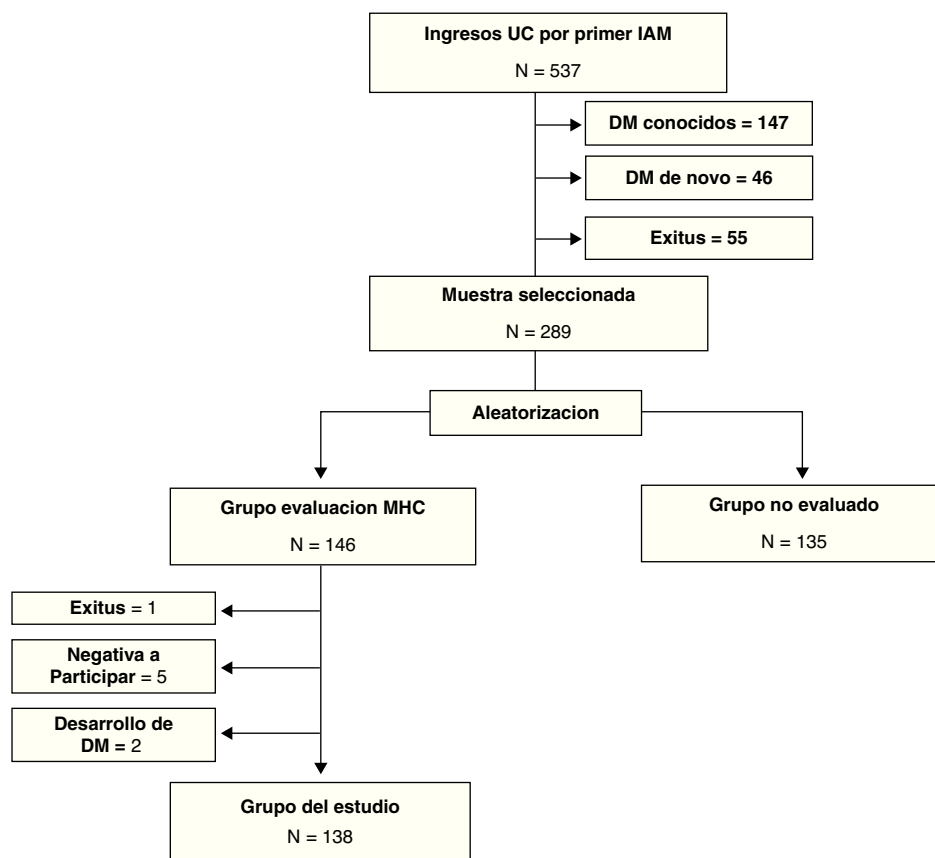 Ingresos UC por primer IAM
N = 537
DM conocidos = 147
DM de novo = 46
Exitus = 55
Muestra seleccionada
N = 289
Aleatorizacion
Grupo evaluacion MHC
N = 146
Grupo no evaluado
N = 135
Exitus = 1
Negativa a
Participar = 5
Desarrollo de
DM = 2
Grupo del estudio
N = 138